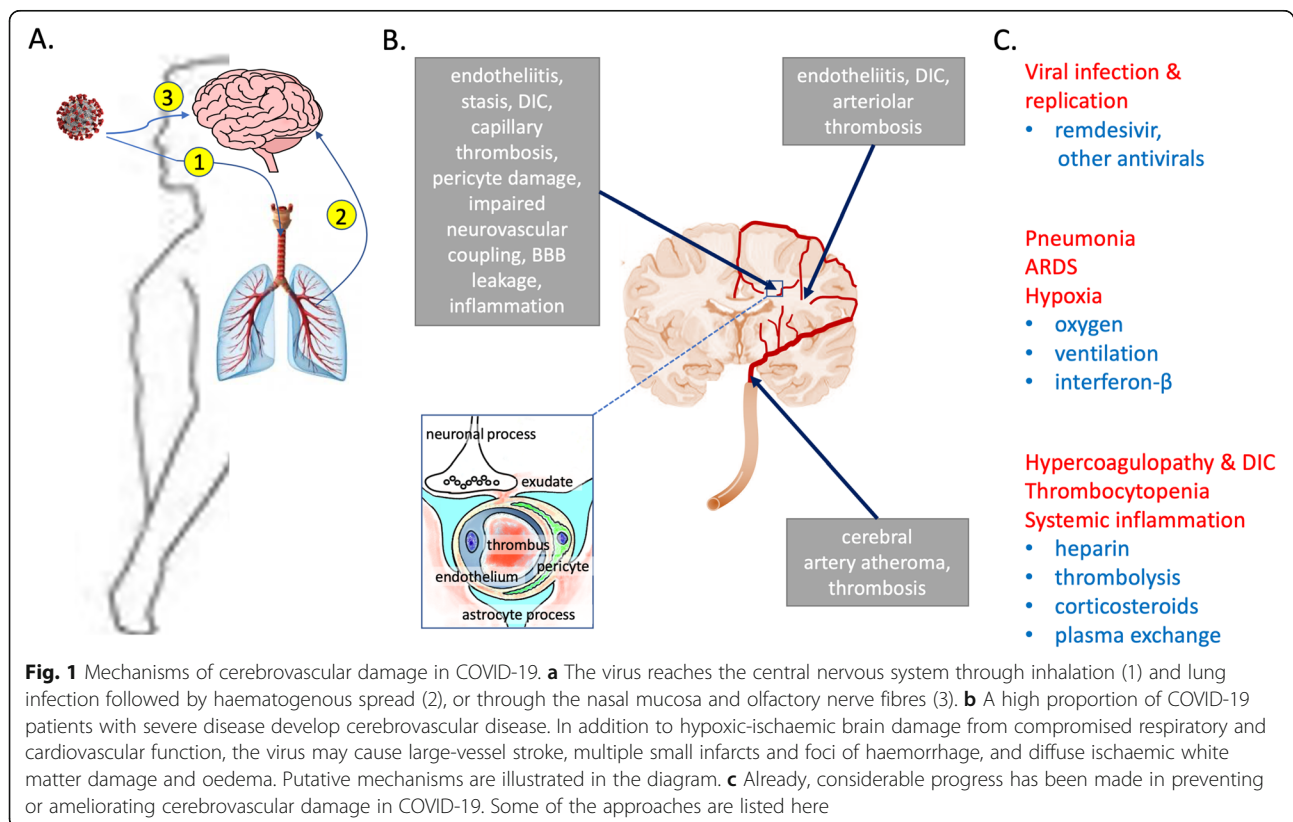 A.
3
1
2
B.
endotheliitis,
stasis, DIC,
capillary
thrombosis,
pericyte damage,
impaired
neurovascular
coupling, BBB
leakage,
inflammation
endotheliitis, DIC,
arteriolar
thrombosis
neuronal process
exudate
thrombus
endothelium
pericyte
astrocyte process
cerebral
artery atheroma,
thrombosis
C.
Viral infection &
replication
• remdesivir,
other antivirals
Pneumonia
ARDS
Hypoxia
• oxygen
• ventilation
• interferon-β
Hypercoagulopathy & DIC
Thrombocytopenia
Systemic inflammation
• heparin
• thrombolysis
• corticosteroids
• plasma exchange
Fig. 1 Mechanisms of cerebrovascular damage in COVID-19. a The virus reaches the central nervous system through inhalation (1) and lung
infection followed by haematogenous spread (2), or through the nasal mucosa and olfactory nerve fibres (3). b A high proportion of COVID-19
patients with severe disease develop cerebrovascular disease. In addition to hypoxic-ischaemic brain damage from compromised respiratory and
cardiovascular function, the virus may cause large-vessel stroke, multiple small infarcts and foci of haemorrhage, and diffuse ischaemic white
matter damage and oedema. Putative mechanisms are illustrated in the diagram. c Already, considerable progress has been made in preventing
or ameliorating cerebrovascular damage in COVID-19. Some of the approaches are listed here